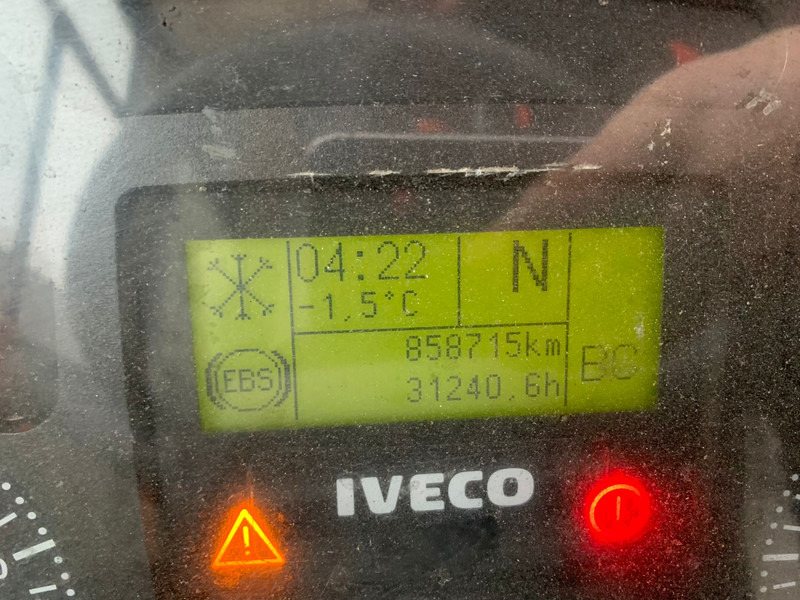 04:22
N
-1,5°C
858715km
EBS
31240,6h
BC
IVECO